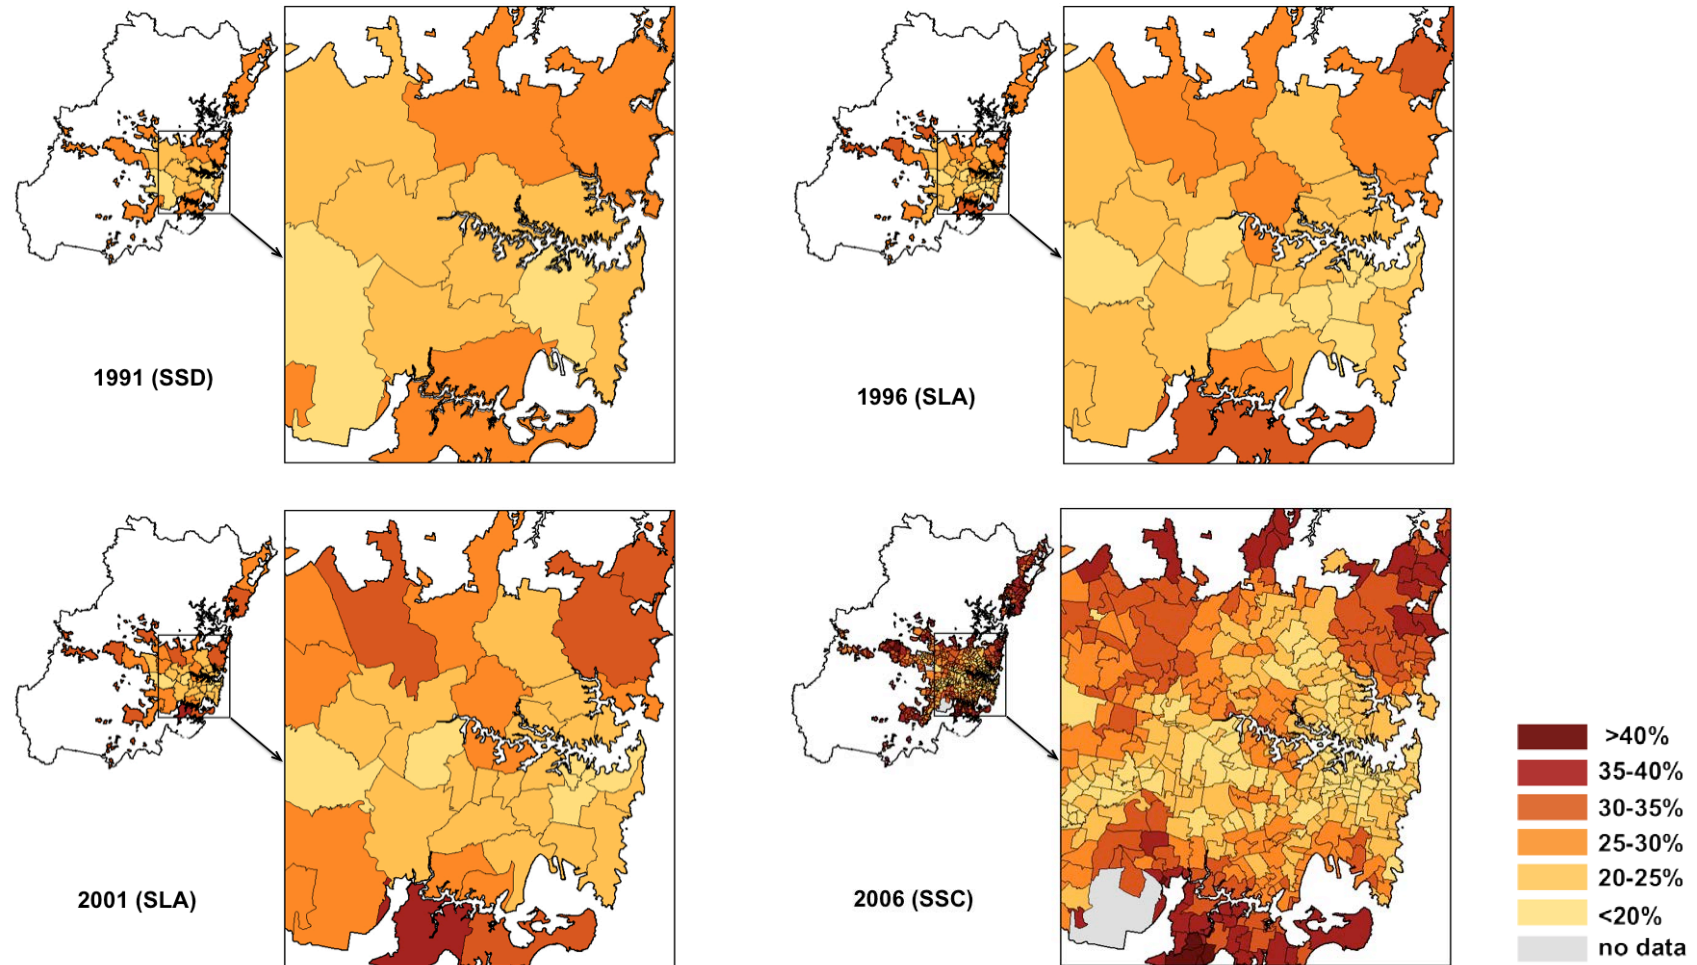 1991 (SSD)
1996 (SLA)
2001 (SLA)
2006 (SSC)
>40%
35-40%
30-35%
25-30%
20-25%
<20%
no data